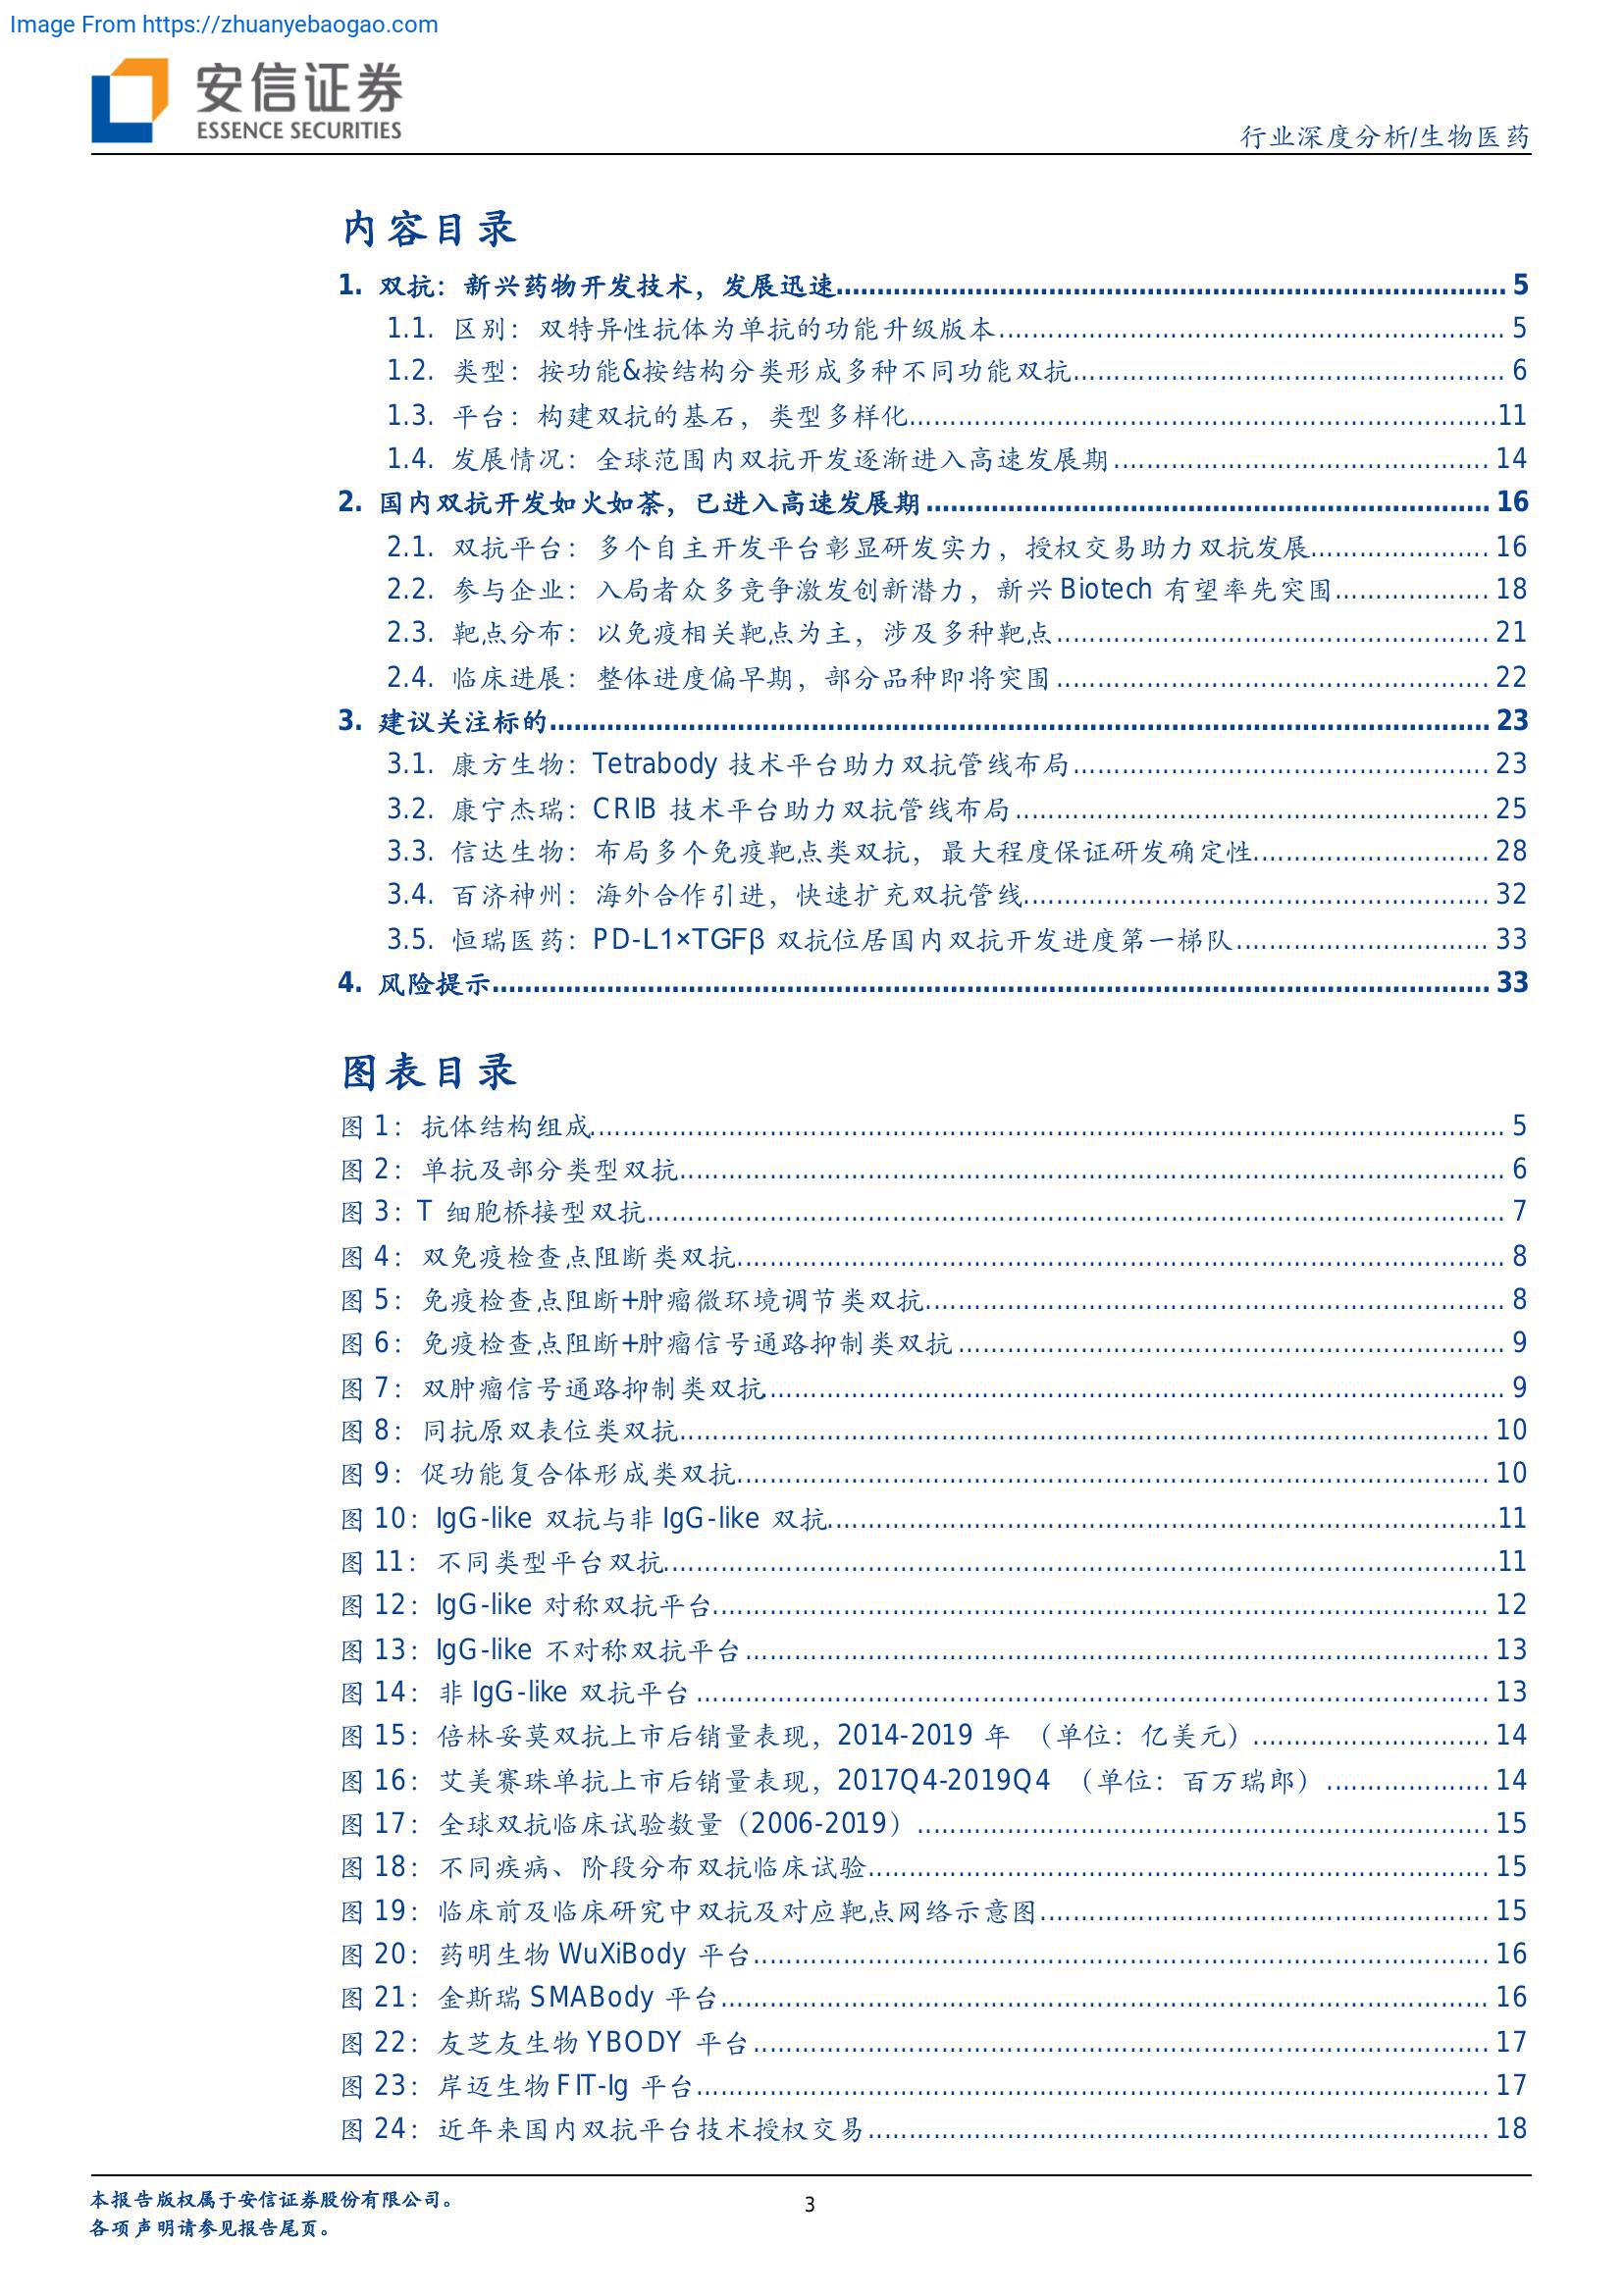 Image From https://zhuanyebaogao.com
安信证券
ESSENCE SECURITIES
行业深度分析/生物医药
内容目录
1. 双抗：新兴药物开发技术，发展迅速 5
1.1. 区别：双特异性抗体为单抗的功能升级版本 5
1.2. 类型：按功能&按结构分类形成多种不同功能双抗 6
1.3. 平台：构建双抗的基石，类型多样化 11
1.4. 发展情况：全球范围内双抗开发逐渐进入高速发展期 14
2. 国内双抗开发如火如荼，已进入高速发展期 16
2.1. 双抗平台：多个自主开发平台彰显研发实力，授权交易助力双抗发展 16
2.2. 参与企业：入局者众多竞争激发创新潜力，新兴 Biotech 有望率先突围 18
2.3. 靶点分布：以免疫相关靶点为主，涉及多种靶点 21
2.4. 临床进展：整体进度偏早期，部分品种即将突围 22
3. 建议关注标的 23
3.1. 康方生物：Tetrabody 技术平台助力双抗管线布局 23
3.2. 康宁杰瑞：CRIB 技术平台助力双抗管线布局 25
3.3. 信达生物：布局多个免疫靶点类双抗，最大程度保证研发确定性 28
3.4. 百济神州：海外合作引进，快速扩充双抗管线 32
3.5. 恒瑞医药：PD-L1×TGFβ 双抗位居国内双抗开发进度第一梯队 33
4. 风险提示 33
图表目录
图 1：抗体结构组成 5
图 2：单抗及部分类型双抗 6
图 3：T 细胞桥接型双抗 7
图 4：双免疫检查点阻断类双抗 8
图 5：免疫检查点阻断+肿瘤微环境调节类双抗 8
图 6：免疫检查点阻断+肿瘤信号通路抑制类双抗 9
图 7：双肿瘤信号通路抑制类双抗 9
图 8：同抗原双表位类双抗 10
图 9：促功能复合体形成类双抗 10
图 10：IgG-like 双抗与非 IgG-like 双抗 11
图 11：不同类型平台双抗 11
图 12：IgG-like 对称双抗平台 12
图 13：IgG-like 不对称双抗平台 13
图 14：非 IgG-like 双抗平台 13
图 15：倍林妥莫双抗上市后销量表现，2014-2019 年 （单位：亿美元） 14
图 16：艾美赛珠单抗上市后销量表现，2017Q4-2019Q4 （单位：百万瑞郎） 14
图 17：全球双抗临床试验数量（2006-2019） 15
图 18：不同疾病、阶段分布双抗临床试验 15
图 19：临床前及临床研究中双抗及对应靶点网络示意图 15
图 20：药明生物 WuXiBody 平台 16
图 21：金斯瑞 SMABody 平台 16
图 22：友芝友生物 YBODY 平台 17
图 23：岸迈生物 FIT-Ig 平台 17
图 24：近年来国内双抗平台技术授权交易 18
本报告版权属于安信证券股份有限公司。
各项声明请参见报告尾页。
3